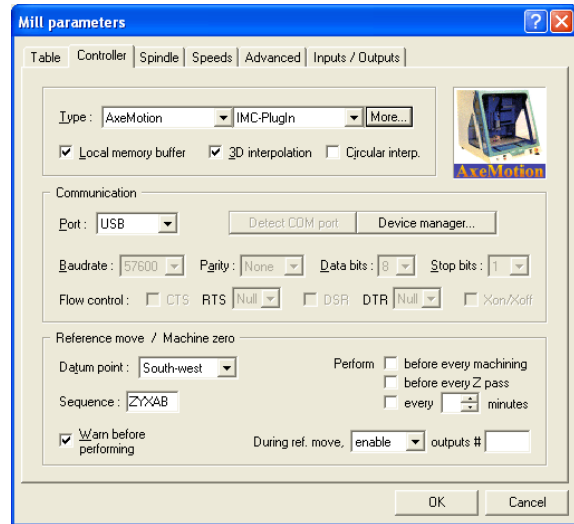 Mill parameters
Table Controller Spindle Speeds Advanced Inputs / Outputs
Type : AxeMotion IMC-PlugIn More...
Local memory buffer 3D interpolation Circular interp.
AxeMotion
Communication
Port : USB Detect COM port Device manager...
Baudrate : 57600 Parity : None Data bits : 8 Stop bits : 1
Flow control : CTS RTS Null DSR DTR Null Xon/Xoff
Reference move / Machine zero
Datum point : South-west Perform before every machining
before every Z pass
Sequence : ZYXAB every minutes
Warn before performing During ref. move, enable outputs #
OK Cancel